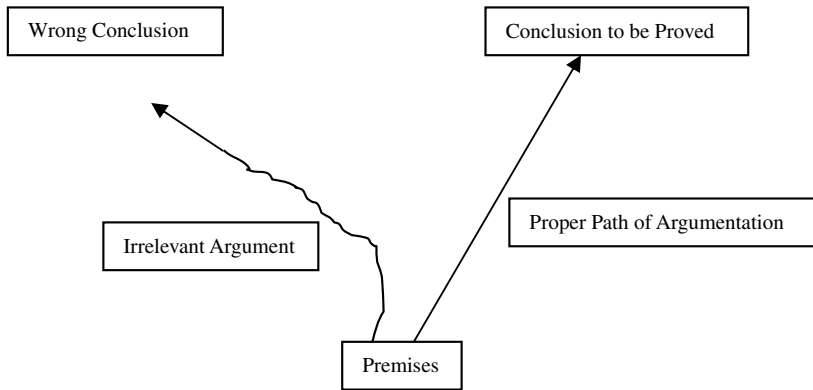 Wrong Conclusion
Conclusion to be Proved
Proper Path of Argumentation
Irrelevant Argument
Premises